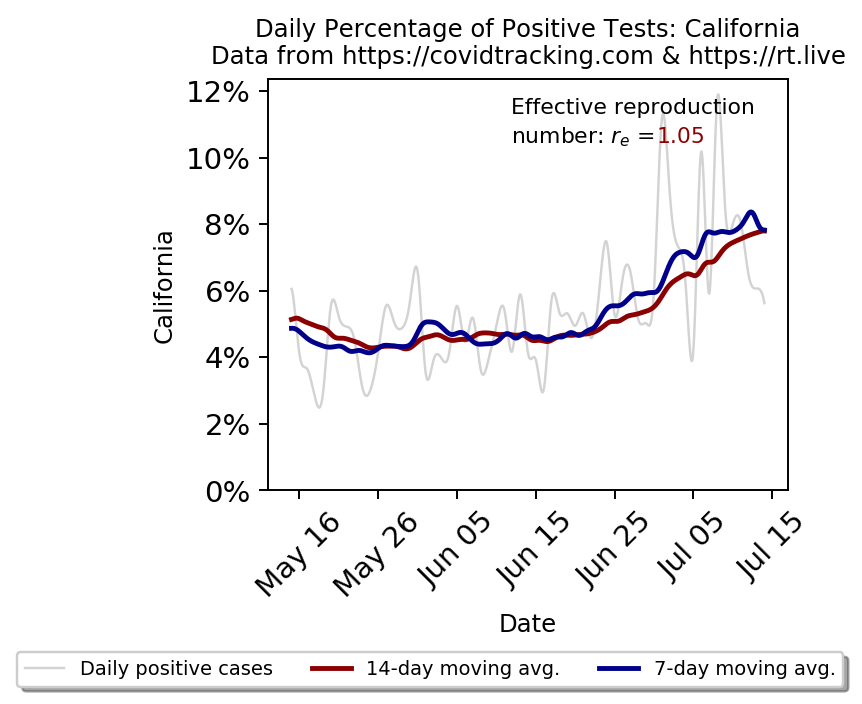 Daily Percentage of Positive Tests: California
Data from https://covidtracking.com & https://rt.live
12%
10%
8%
6%
4%
2%
0%
California
Effective reproduction
number: rₑ =1.05
May 16
May 26
Jun 05
Jun 15
Jun 25
Jul 05
Jul 15
Date
Daily positive cases
14-day moving avg.
7-day moving avg.